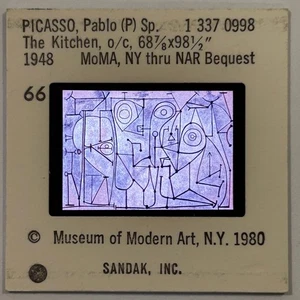 PICASSO, Pablo (P) Sp. 1 337 0998
The Kitchen, o/c, 68⅞x98½"
1948 MoMA, NY thru NAR Bequest
66
© Museum of Modern Art, N.Y. 1980
SANDAK, INC.